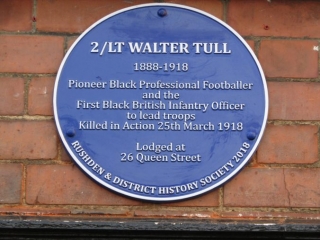 2/LT WALTER TULL
1888-1918
Pioneer Black Professional Footballer
and the
First Black British Infantry Officer
to lead troops
Killed in Action 25th March 1918
Lodged at
26 Queen Street
RUSHDEN & DISTRICT HISTORY SOCIETY 2018